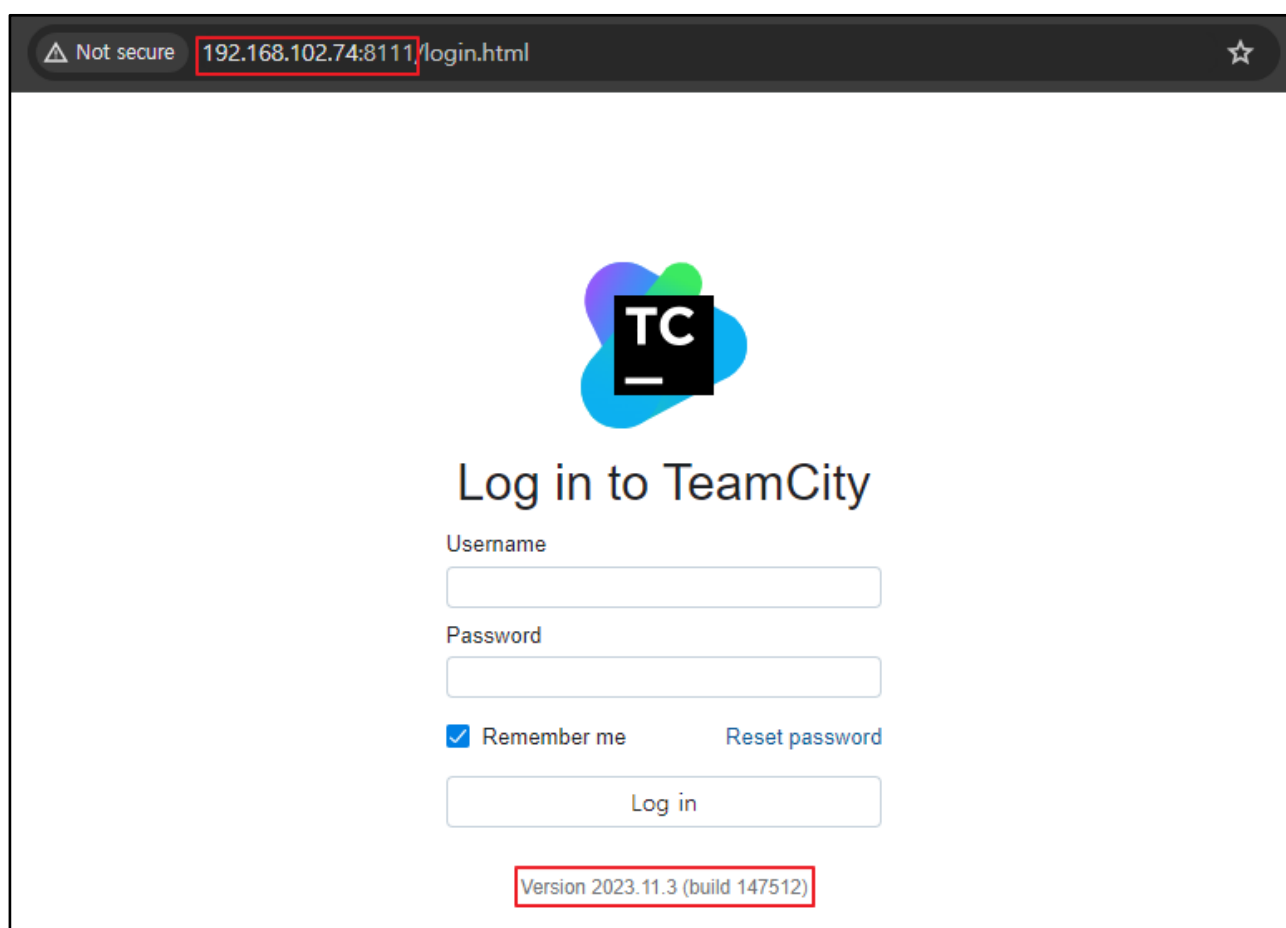 Not secure 192.168.102.74:8111/login.html
TC
Log in to TeamCity
Username
Password
Remember me Reset password
Log in
Version 2023.11.3 (build 147512)